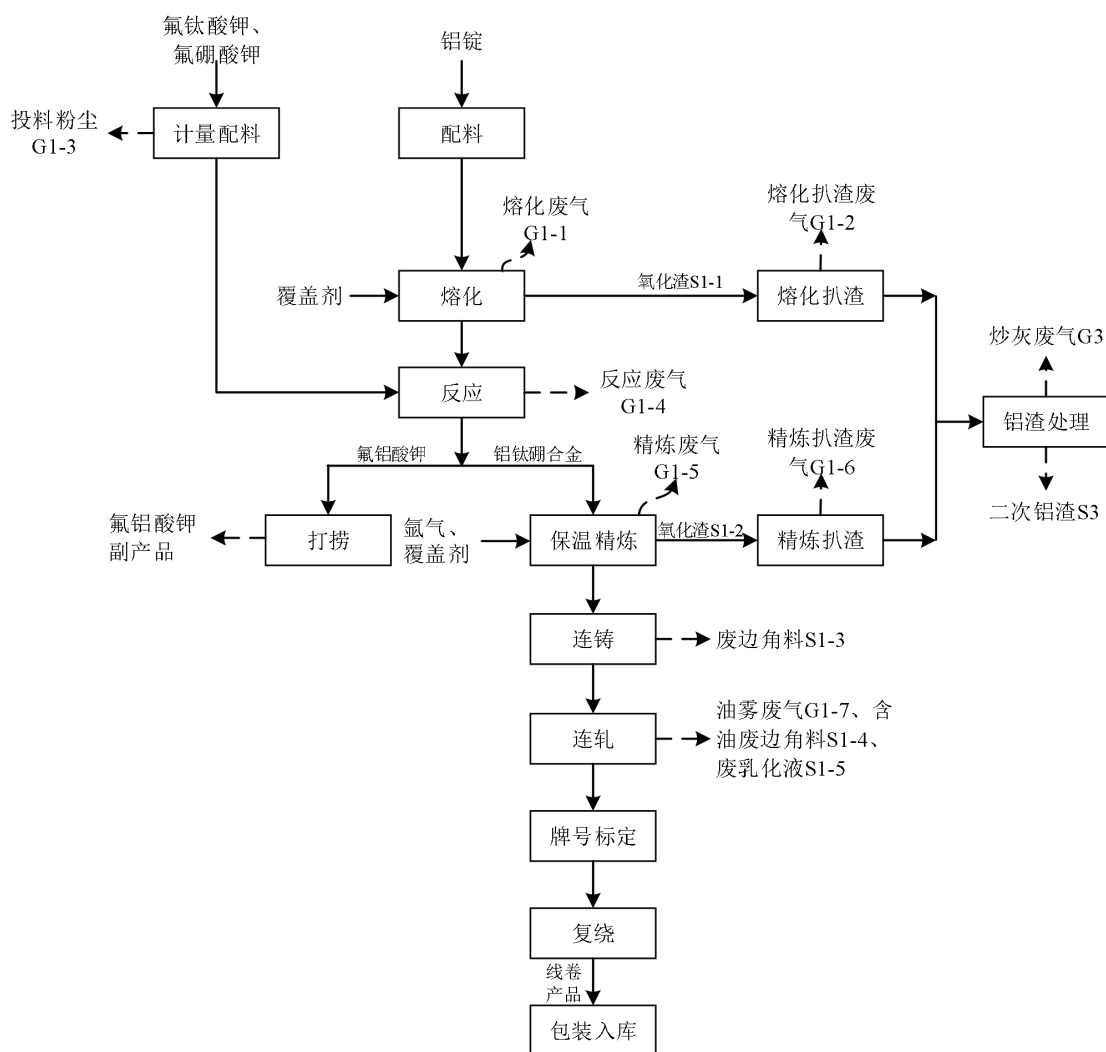 氟钛酸钾、
氟硼酸钾
铝锭
投料粉尘
G1-3
计量配料
配料
熔化废气
G1-1
熔化扒渣废
气G1-2
覆盖剂
熔化
氧化渣S1-1
熔化扒渣
炒灰废气G3
反应
反应废气
G1-4
铝渣处理
氟铝酸钾
铝钛硼合金
精炼废气
G1-5
精炼扒渣废
气G1-6
二次铝渣S3
氟铝酸钾
副产品
打捞
氩气、
覆盖剂
保温精炼
氧化渣S1-2
精炼扒渣
连铸
废边角料S1-3
连轧
油雾废气G1-7、含
油废边角料S1-4、
废乳化液S1-5
牌号标定
复绕
线卷
产品
包装入库